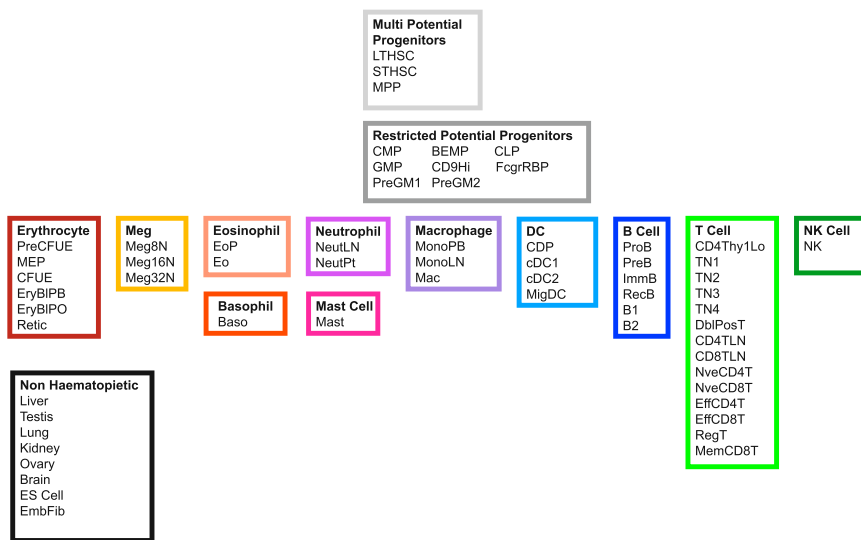 Multi Potential
Progenitors
LTHSC
STHSC
MPP
Restricted Potential Progenitors
CMP BEMP CLP
GMP CD9Hi FcgrRBP
PreGM1 PreGM2
Erythrocyte
PreCFUE
MEP
CFUE
EryBlPB
EryBlPO
Retic
Meg
Meg8N
Meg16N
Meg32N
Eosinophil
EoP
Eo
Basophil
Baso
Neutrophil
NeutLN
NeutPt
Mast Cell
Mast
Macrophage
MonoPB
MonoLN
Mac
DC
CDP
cDC1
cDC2
MigDC
B Cell
ProB
PreB
ImmB
RecB
B1
B2
T Cell
CD4Thy1Lo
TN1
TN2
TN3
TN4
DblPosT
CD4TLN
CD8TLN
NveCD4T
NveCD8T
EffCD4T
EffCD8T
RegT
MemCD8T
NK Cell
NK
Non Haematopietic
Liver
Testis
Lung
Kidney
Ovary
Brain
ES Cell
EmbFib